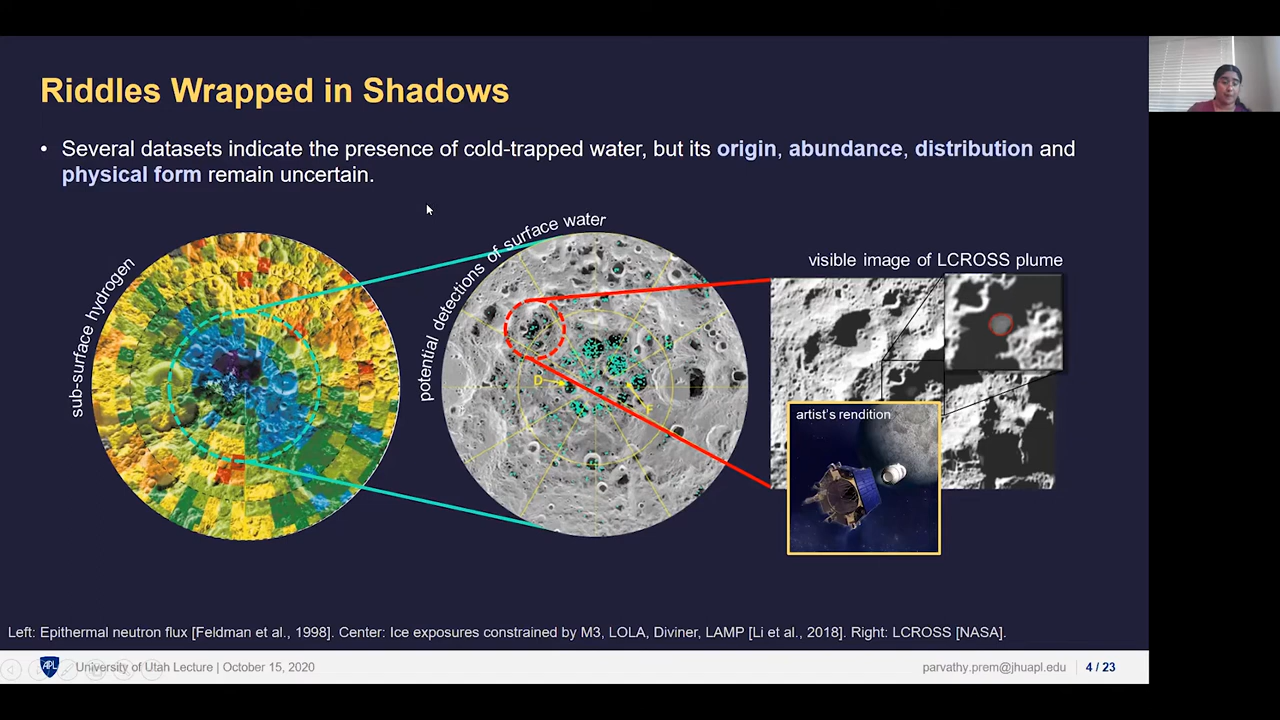 Riddles Wrapped in Shadows
• Several datasets indicate the presence of cold-trapped water, but its origin, abundance, distribution and
physical form remain uncertain.
sub-surface hydrogen
potential detections of surface water
visible image of LCROSS plume
D
F
artist's rendition
Left: Epithermal neutron flux [Feldman et al., 1998]. Center: Ice exposures constrained by M3, LOLA, Diviner, LAMP [Li et al., 2018]. Right: LCROSS [NASA].
APL
University of Utah Lecture | October 15, 2020
parvathy.prem@jhuapl.edu
4 / 23